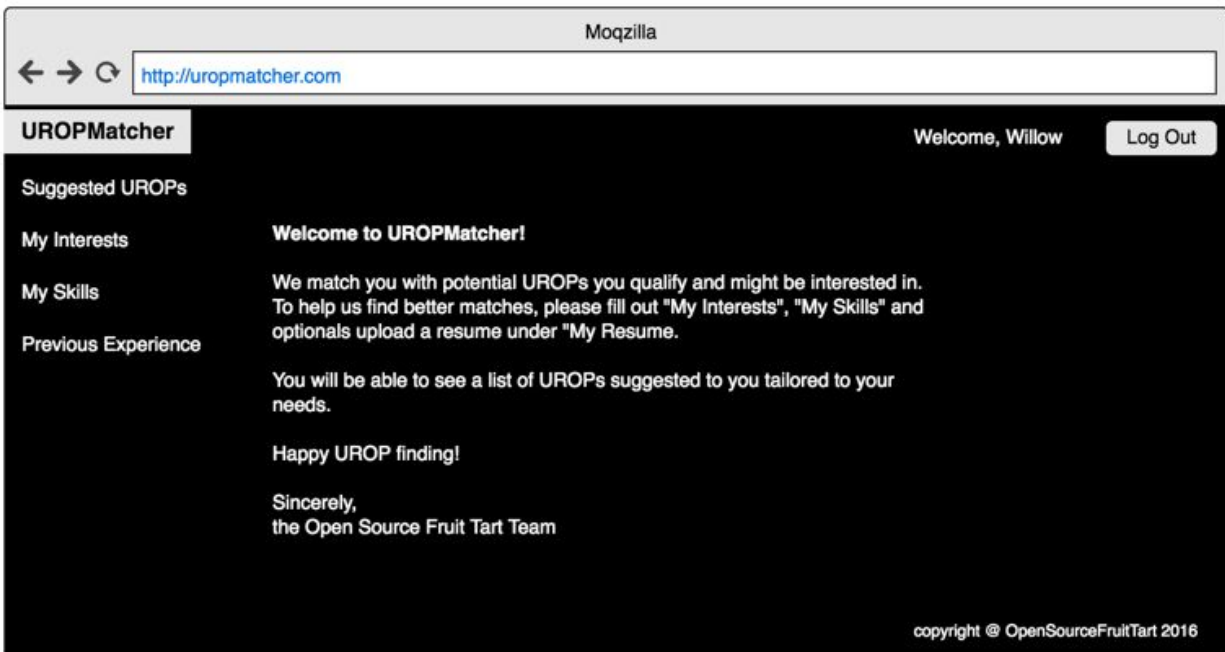 Moqzilla
http://uropmatcher.com
UROPMatcher
Welcome, Willow
Log Out
Suggested UROPs
My Interests
My Skills
Previous Experience
Welcome to UROPMatcher!
We match you with potential UROPs you qualify and might be interested in.
To help us find better matches, please fill out "My Interests", "My Skills" and
optionals upload a resume under "My Resume.
You will be able to see a list of UROPs suggested to you tailored to your
needs.
Happy UROP finding!
Sincerely,
the Open Source Fruit Tart Team
copyright @ OpenSourceFruitTart 2016